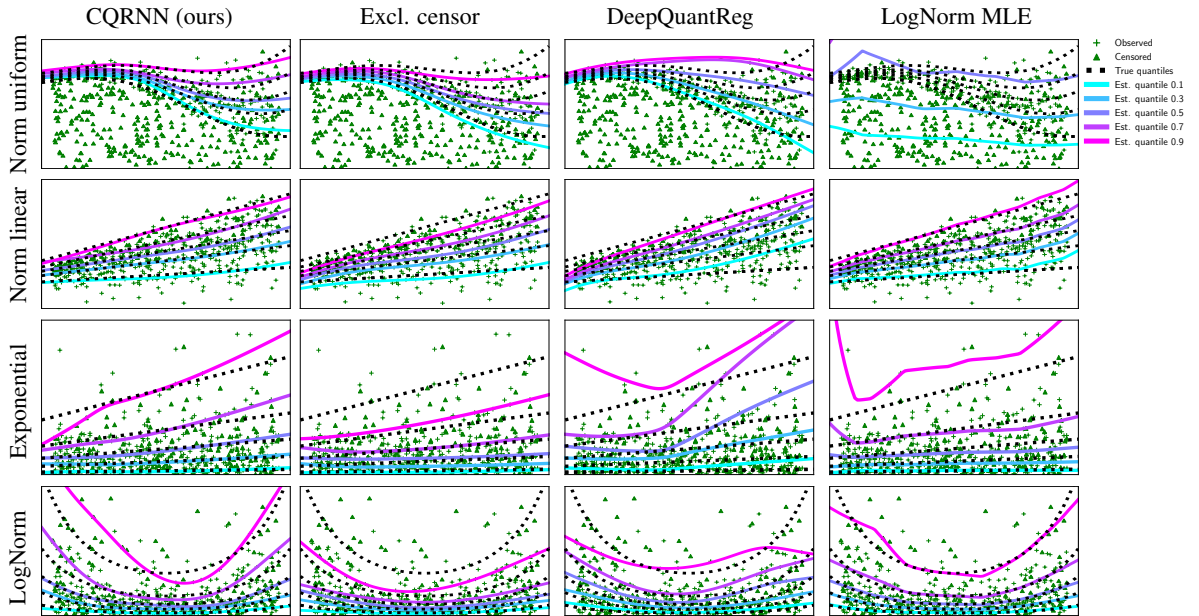 CQRNN (ours) Excl. censor DeepQuantReg LogNorm MLE
Norm uniform
Norm linear
Exponential
LogNorm
Observed
Censored
True quantiles
Est. quantile 0.1
Est. quantile 0.3
Est. quantile 0.5
Est. quantile 0.7
Est. quantile 0.9